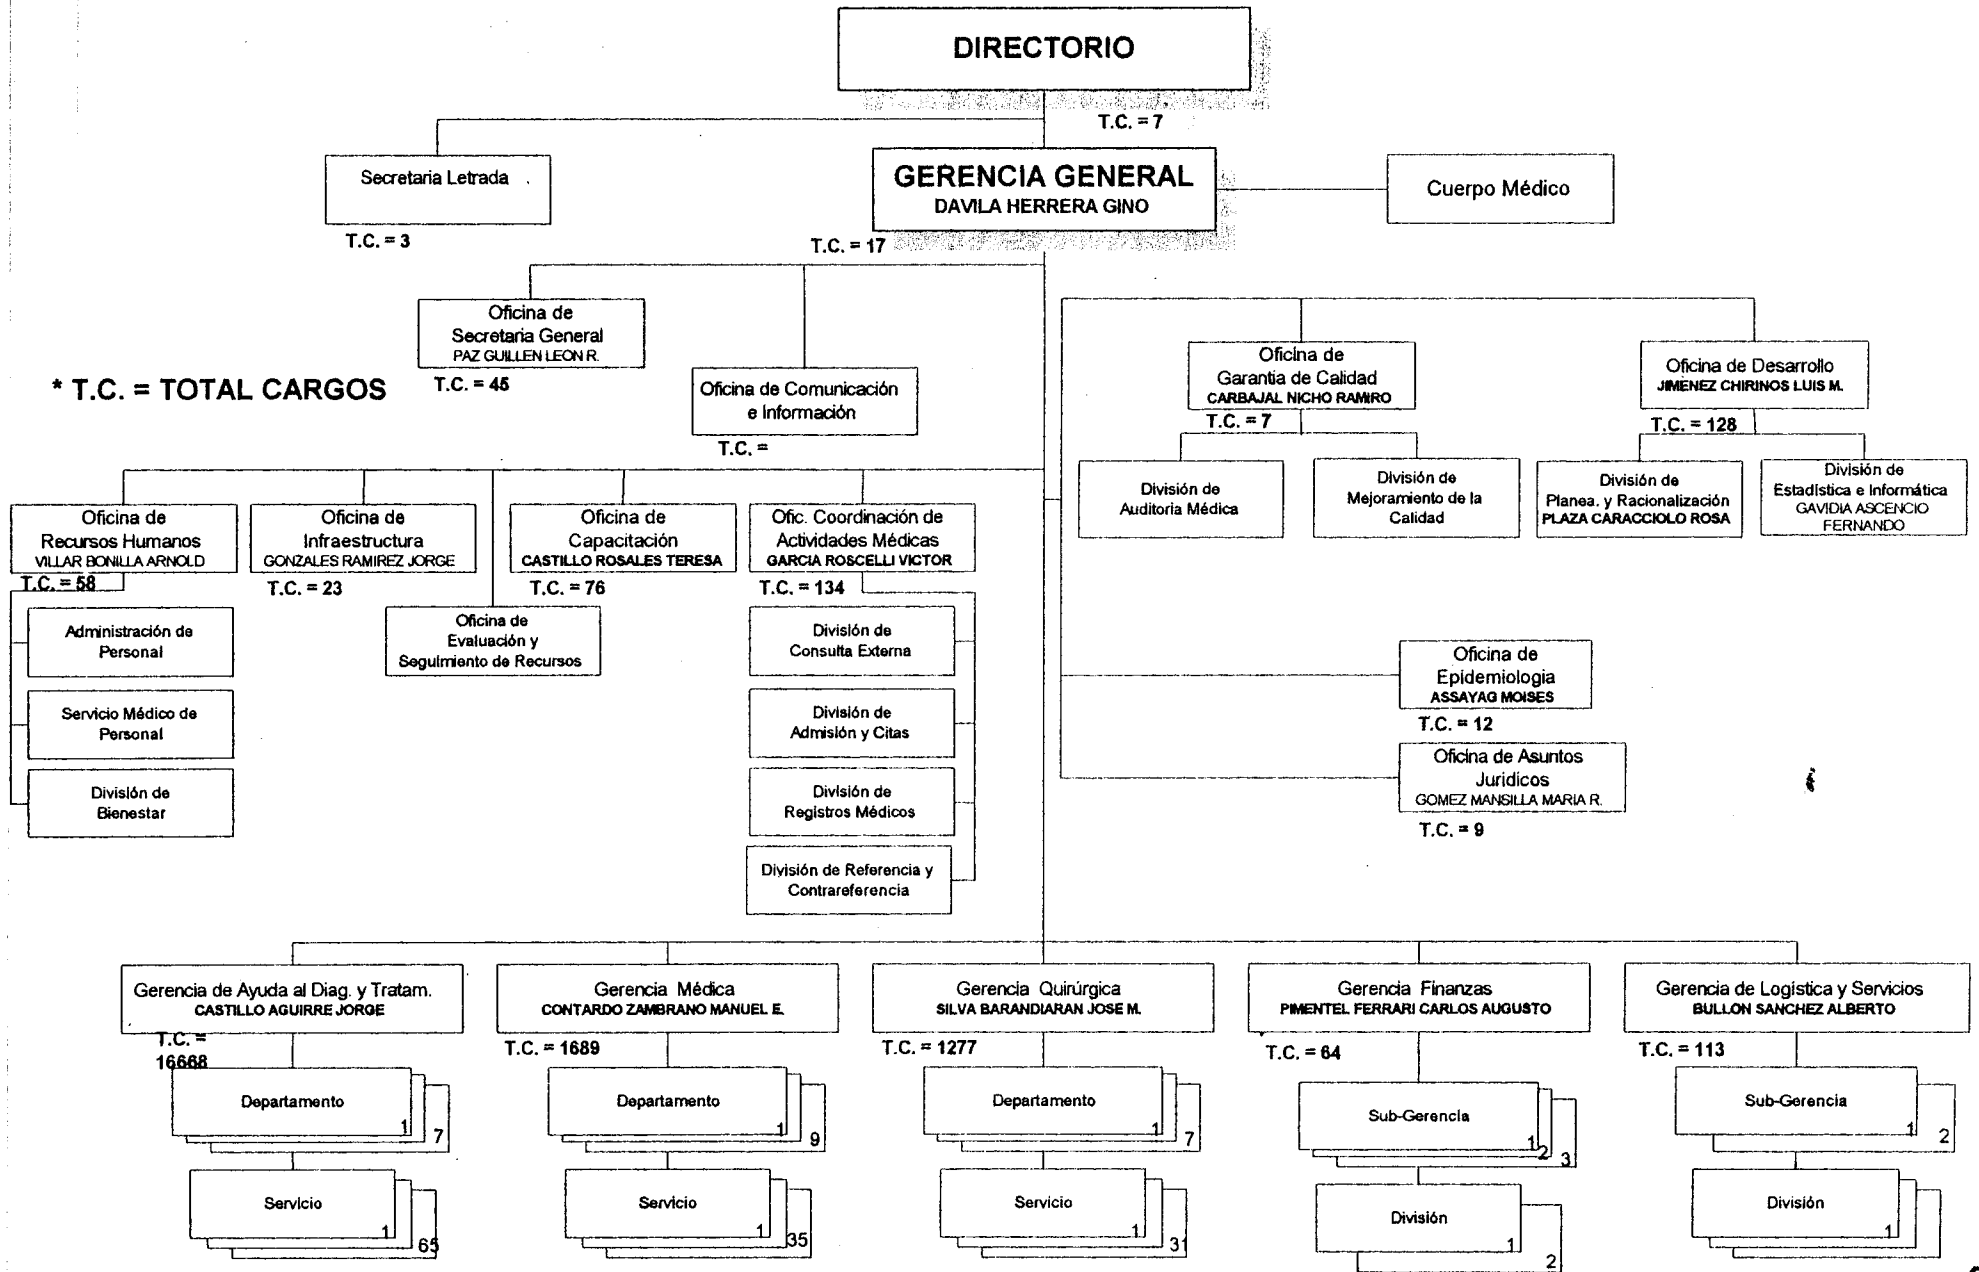 DIRECTORIO
T.C. = 7
Secretaria Letrada
T.C. = 3
GERENCIA GENERAL
DAVILA HERRERA GINO
T.C. = 17
Cuerpo Médico
Oficina de
Secretaria General
PAZ GUILLEN LEON R.
T.C. = 45
* T.C. = TOTAL CARGOS
Oficina de Comunicación
e Información
T.C. =
Oficina de
Garantia de Calidad
CARBAJAL NICHO RAMIRO
T.C. = 7
Oficina de Desarrollo
JIMENEZ CHIRINOS LUIS M.
T.C. = 128
División de
Auditoria Médica
División de
Mejoramiento de la
Calidad
División de
Planea. y Racionalización
PLAZA CARACCIOLO ROSA
División de
Estadística e Informática
GAVIDIA ASCENCIO
FERNANDO
Oficina de
Recursos Humanos
VILLAR BONILLA ARNOLD
T.C. = 58
Oficina de
Infraestructura
GONZALES RAMIREZ JORGE
T.C. = 23
Oficina de
Capacitación
CASTILLO ROSALES TERESA
T.C. = 76
Ofic. Coordinación de
Actividades Médicas
GARCIA ROSCELLI VICTOR
T.C. = 134
Administración de
Personal
Servicio Médico de
Personal
División de
Bienestar
Oficina de
Evaluación y
Seguimiento de Recursos
División de
Consulta Externa
División de
Admisión y Citas
División de
Registros Médicos
División de Referencia y
Contrareferencia
Oficina de
Epidemiologia
ASSAYAG MOISES
T.C. = 12
Oficina de Asuntos
Juridicos
GOMEZ MANSILLA MARIA R.
T.C. = 9
Gerencia de Ayuda al Diag. y Tratam.
CASTILLO AGUIRRE JORGE
T.C. =
16668
Departamento
1
7
Servicio
1
65
Gerencia Médica
CONTARDO ZAMBRANO MANUEL E.
T.C. = 1689
Departamento
1
9
Servicio
1
35
Gerencia Quirúrgica
SILVA BARANDIARAN JOSE M.
T.C. = 1277
Departamento
1
7
Servicio
1
31
Gerencia Finanzas
PIMENTEL FERRARI CARLOS AUGUSTO
T.C. = 64
Sub-Gerencia
1
2
3
División
1
2
Gerencia de Logística y Servicios
BULLON SANCHEZ ALBERTO
T.C. = 113
Sub-Gerencia
1
2
División
1